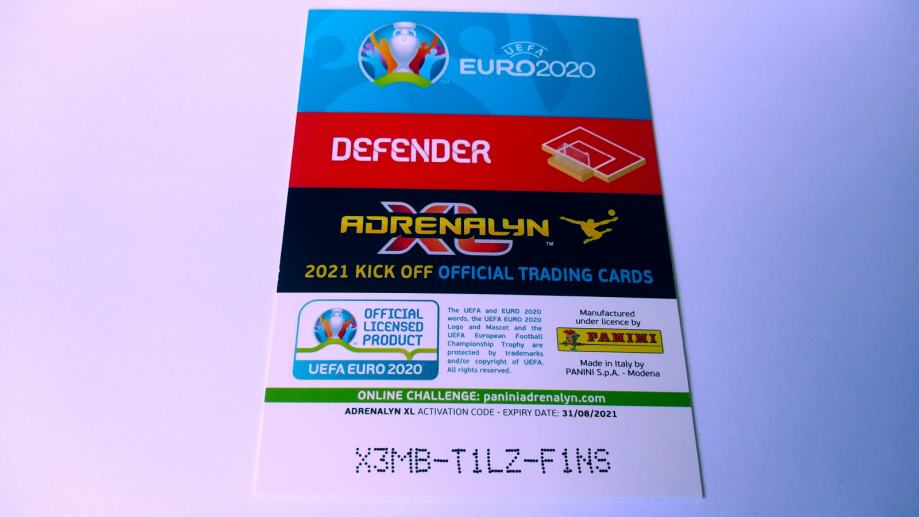 UEFA
EURO2020
TM
DEFENDER
ADRENALYN
XL
TM
2021 KICK OFF OFFICIAL TRADING CARDS
OFFICIAL
LICENSED
PRODUCT
UEFA EURO 2020
The UEFA and EURO 2020
words, the UEFA EURO 2020
Logo and Mascot and the
UEFA European Football
Championship Trophy are
protected by trademarks
and/or copyright of UEFA.
All rights reserved.
Manufactured
under licence by
PANINI
Made in Italy by
PANINI S.p.A. - Modena
ONLINE CHALLENGE: paniniadrenalyn.com
ADRENALYN XL ACTIVATION CODE - EXPIRY DATE: 31/08/2021
X3MB-T1LZ-F1NS